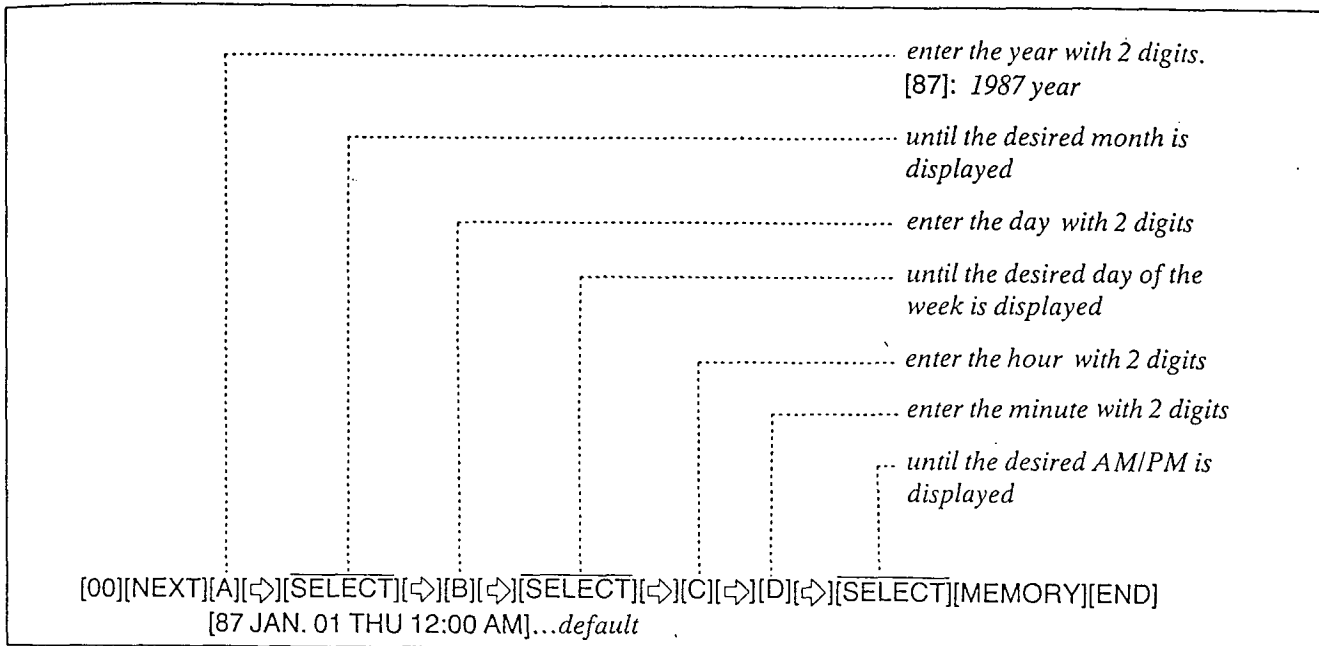 enter the year with 2 digits.
[87]: 1987 year
until the desired month is
displayed
enter the day with 2 digits
until the desired day of the
week is displayed
enter the hour with 2 digits
enter the minute with 2 digits
until the desired AM/PM is
displayed
[00][NEXT][A][⇨][SELECT][⇨][B][⇨][SELECT][⇨][C][⇨][D][⇨][SELECT][MEMORY][END]
[87 JAN. 01 THU 12:00 AM]...default